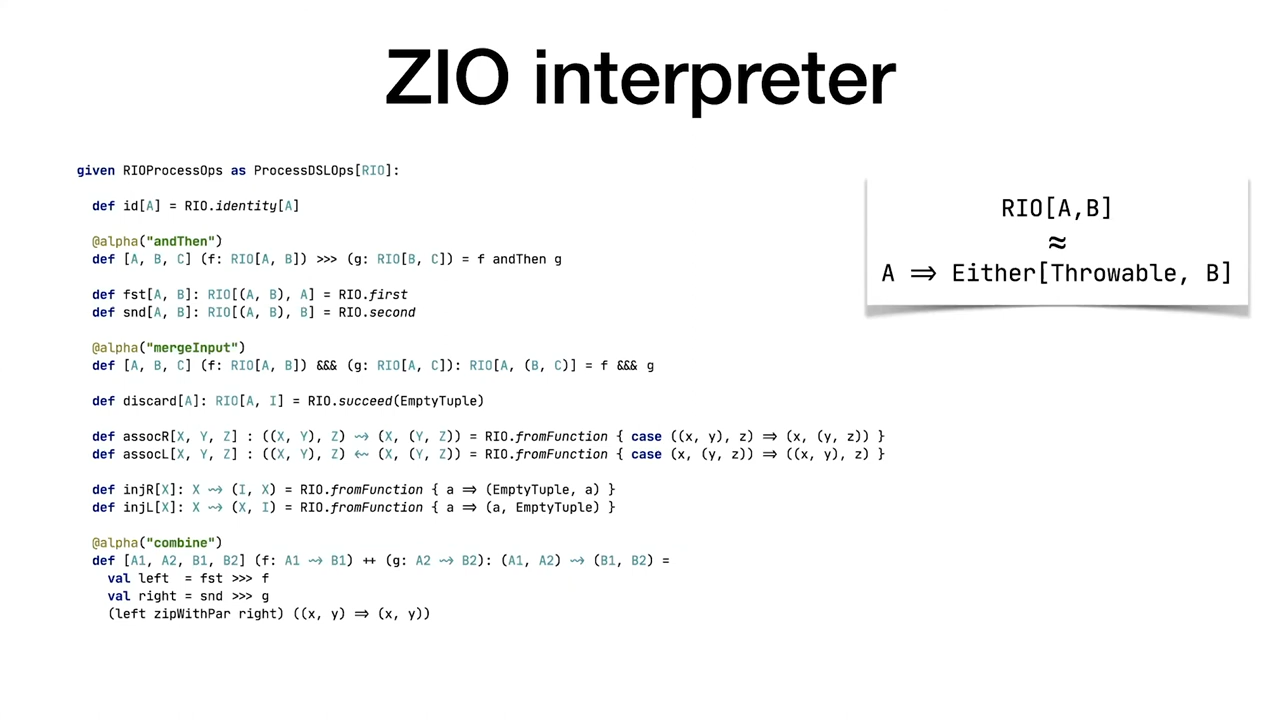 ZIO interpreter
given RIOProcessOps as ProcessDSLOps[RIO]:
def id[A] = RIO.identity[A]
@alpha("andThen")
def [A, B, C] (f: RIO[A, B]) >>> (g: RIO[B, C]) = f andThen g
def fst[A, B]: RIO[(A, B), A] = RIO.first
def snd[A, B]: RIO[(A, B), B] = RIO.second
@alpha("mergeInput")
def [A, B, C] (f: RIO[A, B]) &&& (g: RIO[A, C]): RIO[A, (B, C)] = f &&& g
def discard[A]: RIO[A, I] = RIO.succeed(EmptyTuple)
def assocR[X, Y, Z] : ((X, Y), Z) ⇝ (X, (Y, Z)) = RIO.fromFunction { case ((x, y), z) ⇒ (x, (y, z)) }
def assocL[X, Y, Z] : ((X, Y), Z) ⇜ (X, (Y, Z)) = RIO.fromFunction { case (x, (y, z)) ⇒ ((x, y), z) }
def injR[X]: X ⇝ (I, X) = RIO.fromFunction { a ⇒ (EmptyTuple, a) }
def injL[X]: X ⇝ (X, I) = RIO.fromFunction { a ⇒ (a, EmptyTuple) }
@alpha("combine")
def [A1, A2, B1, B2] (f: A1 ⇝ B1) ++ (g: A2 ⇝ B2): (A1, A2) ⇝ (B1, B2) =
val left  = fst >>> f
val right = snd >>> g
(left zipWithPar right) ((x, y) ⇒ (x, y))
RIO[A,B]
≈
A ⇒ Either[Throwable, B]